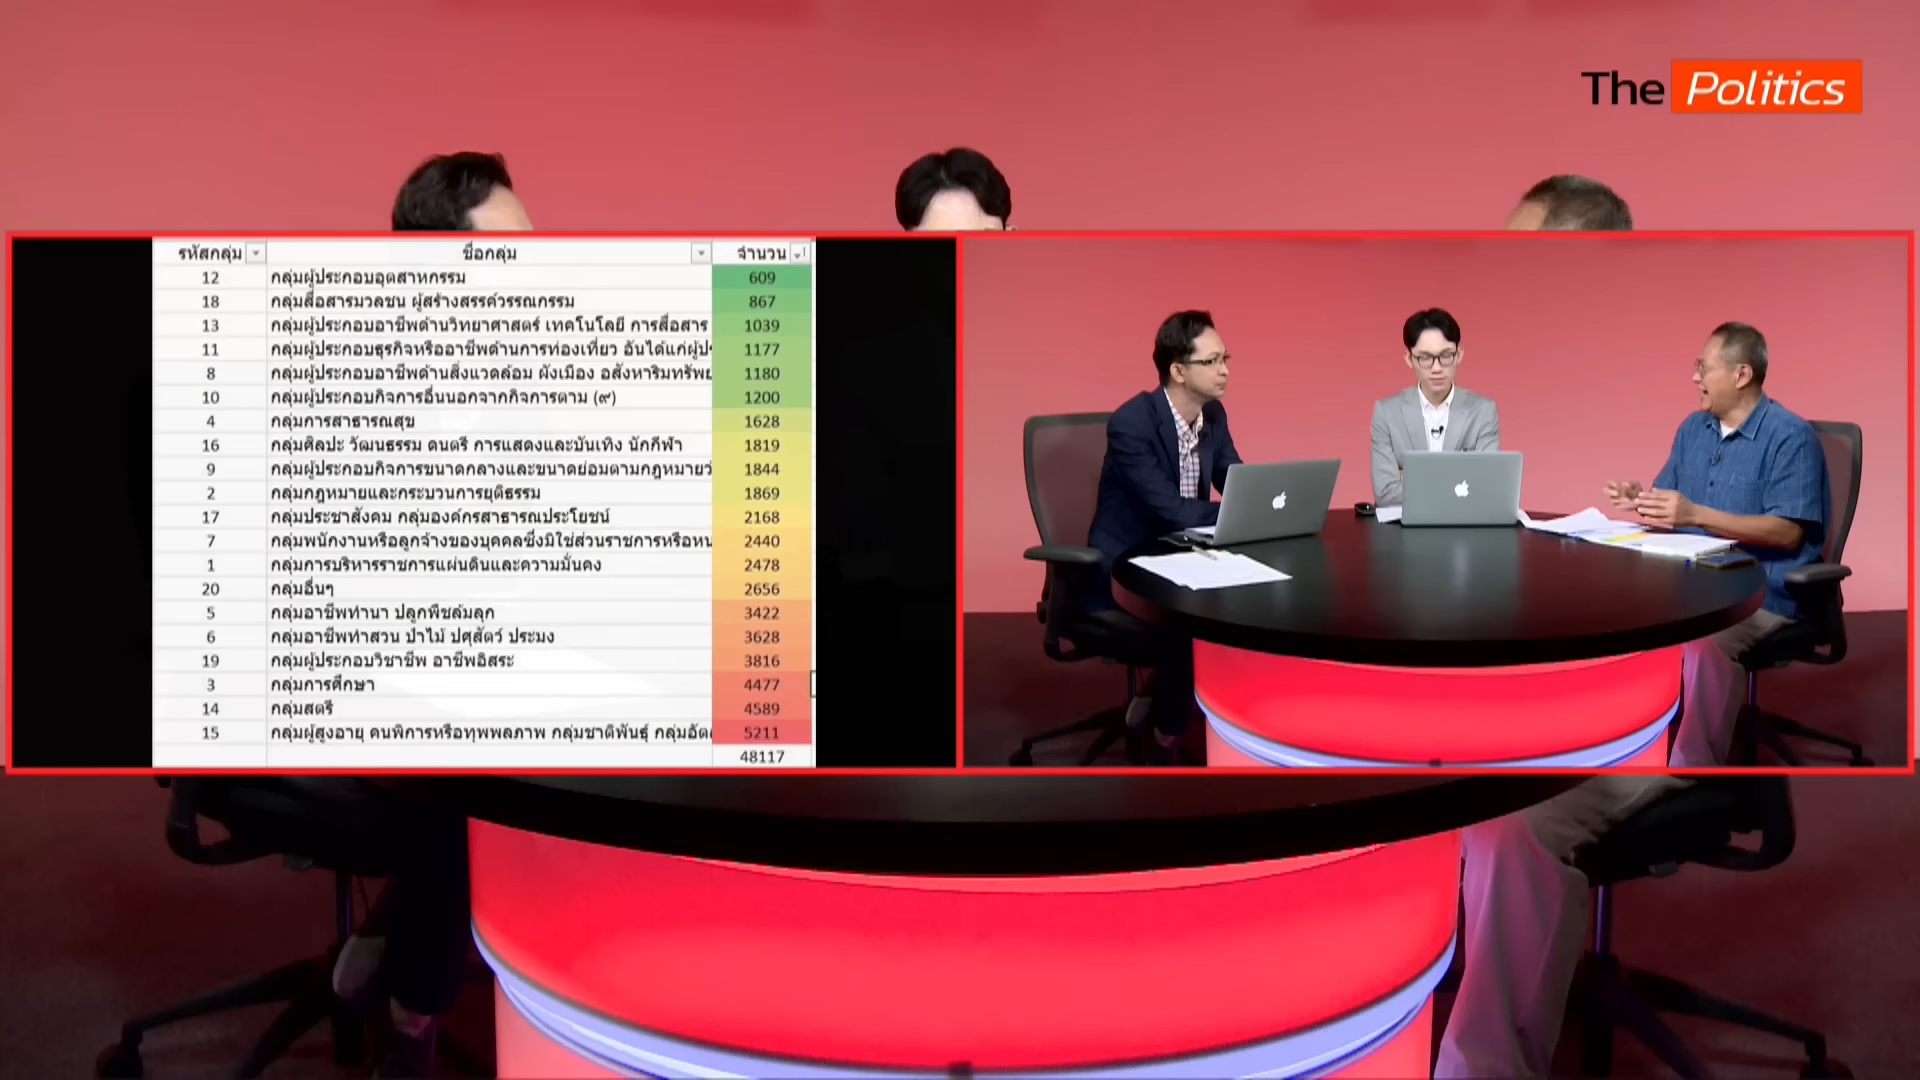 The Politics
รหัสกลุ่ม ชื่อกลุ่ม จำนวน
12 กลุ่มผู้ประกอบอุตสาหกรรม 609
18 กลุ่มสื่อสารมวลชน ผู้สร้างสรรค์วรรณกรรม 867
13 กลุ่มผู้ประกอบอาชีพด้านวิทยาศาสตร์ เทคโนโลยี การสื่อสาร 1039
11 กลุ่มผู้ประกอบธุรกิจหรืออาชีพด้านการท่องเที่ยว อันได้แก่ผู้ป 1177
8 กลุ่มผู้ประกอบอาชีพด้านสิ่งแวดล้อม ผังเมือง อสังหาริมทรัพย 1180
10 กลุ่มผู้ประกอบกิจการอื่นนอกจากกิจการตาม (๙) 1200
4 กลุ่มการสาธารณสุข 1628
16 กลุ่มศิลปะ วัฒนธรรม ดนตรี การแสดงและบันเทิง นักกีฬา 1819
9 กลุ่มผู้ประกอบกิจการขนาดกลางและขนาดย่อมตามกฎหมายว 1844
2 กลุ่มกฎหมายและกระบวนการยุติธรรม 1869
17 กลุ่มประชาสังคม กลุ่มองค์กรสาธารณประโยชน์ 2168
7 กลุ่มพนักงานหรือลูกจ้างของบุคคลซึ่งมิใช่ส่วนราชการหรือหน 2440
1 กลุ่มการบริหารราชการแผ่นดินและความมั่นคง 2478
20 กลุ่มอื่นๆ 2656
5 กลุ่มอาชีพทำนา ปลูกพืชล้มลุก 3422
6 กลุ่มอาชีพทำสวน ป่าไม้ ปศุสัตว์ ประมง 3628
19 กลุ่มผู้ประกอบวิชาชีพ อาชีพอิสระ 3816
3 กลุ่มการศึกษา 4477
14 กลุ่มสตรี 4589
15 กลุ่มผู้สูงอายุ คนพิการหรือทุพพลภาพ กลุ่มชาติพันธุ์ กลุ่มอัต 5211
48117